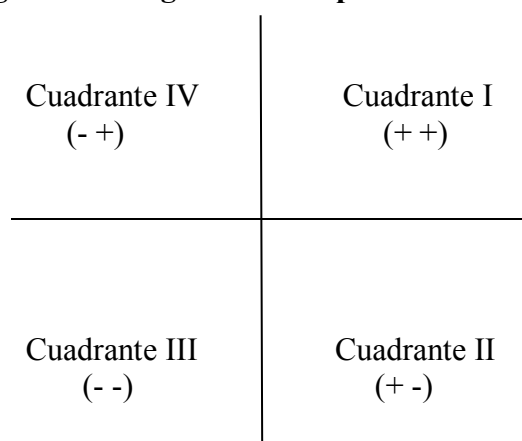 Cuadrante IV
(- +)
Cuadrante I
(+ +)
Cuadrante III
(- -)
Cuadrante II
(+ -)